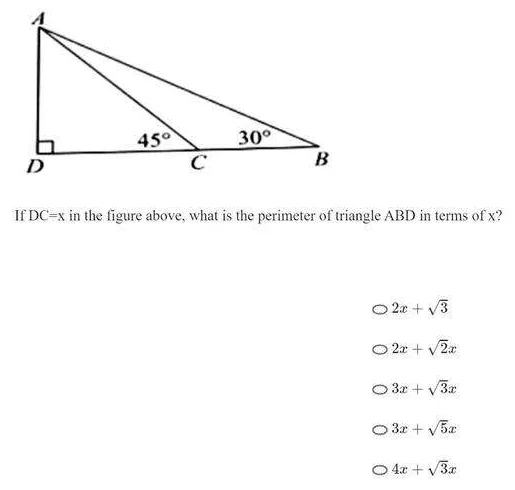 A
45°
30°
D
C
B
If DC=x in the figure above, what is the perimeter of triangle ABD in terms of x?
2x + √3
2x + √2x
3x + √3x
3x + √5x
4x + √3x